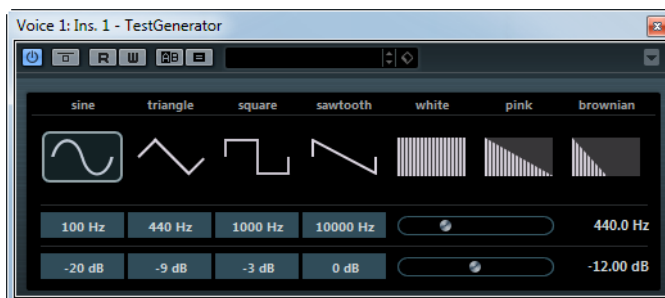 Voice 1: Ins. 1 - TestGenerator
R W AB
sine triangle square sawtooth white pink brownian
100 Hz 440 Hz 1000 Hz 10000 Hz 440.0 Hz
-20 dB -9 dB -3 dB 0 dB -12.00 dB